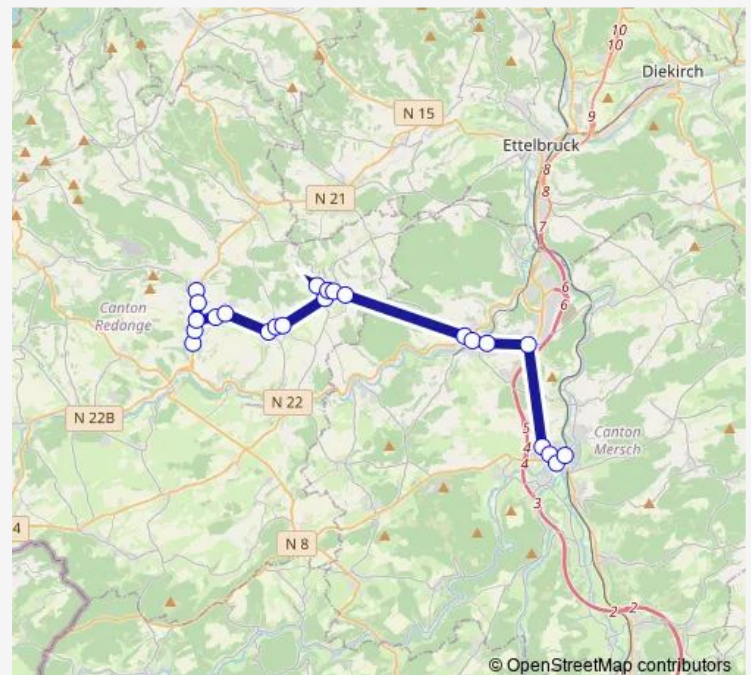 10
10
Diekirch
N 15
9
Ettelbruck
8
8
N 21
7
6
6
Canton
Redange
N 22
N 22B
5
4
4
Canton
Mersch
3
4
N 8
2
2
© OpenStreetMap contributors